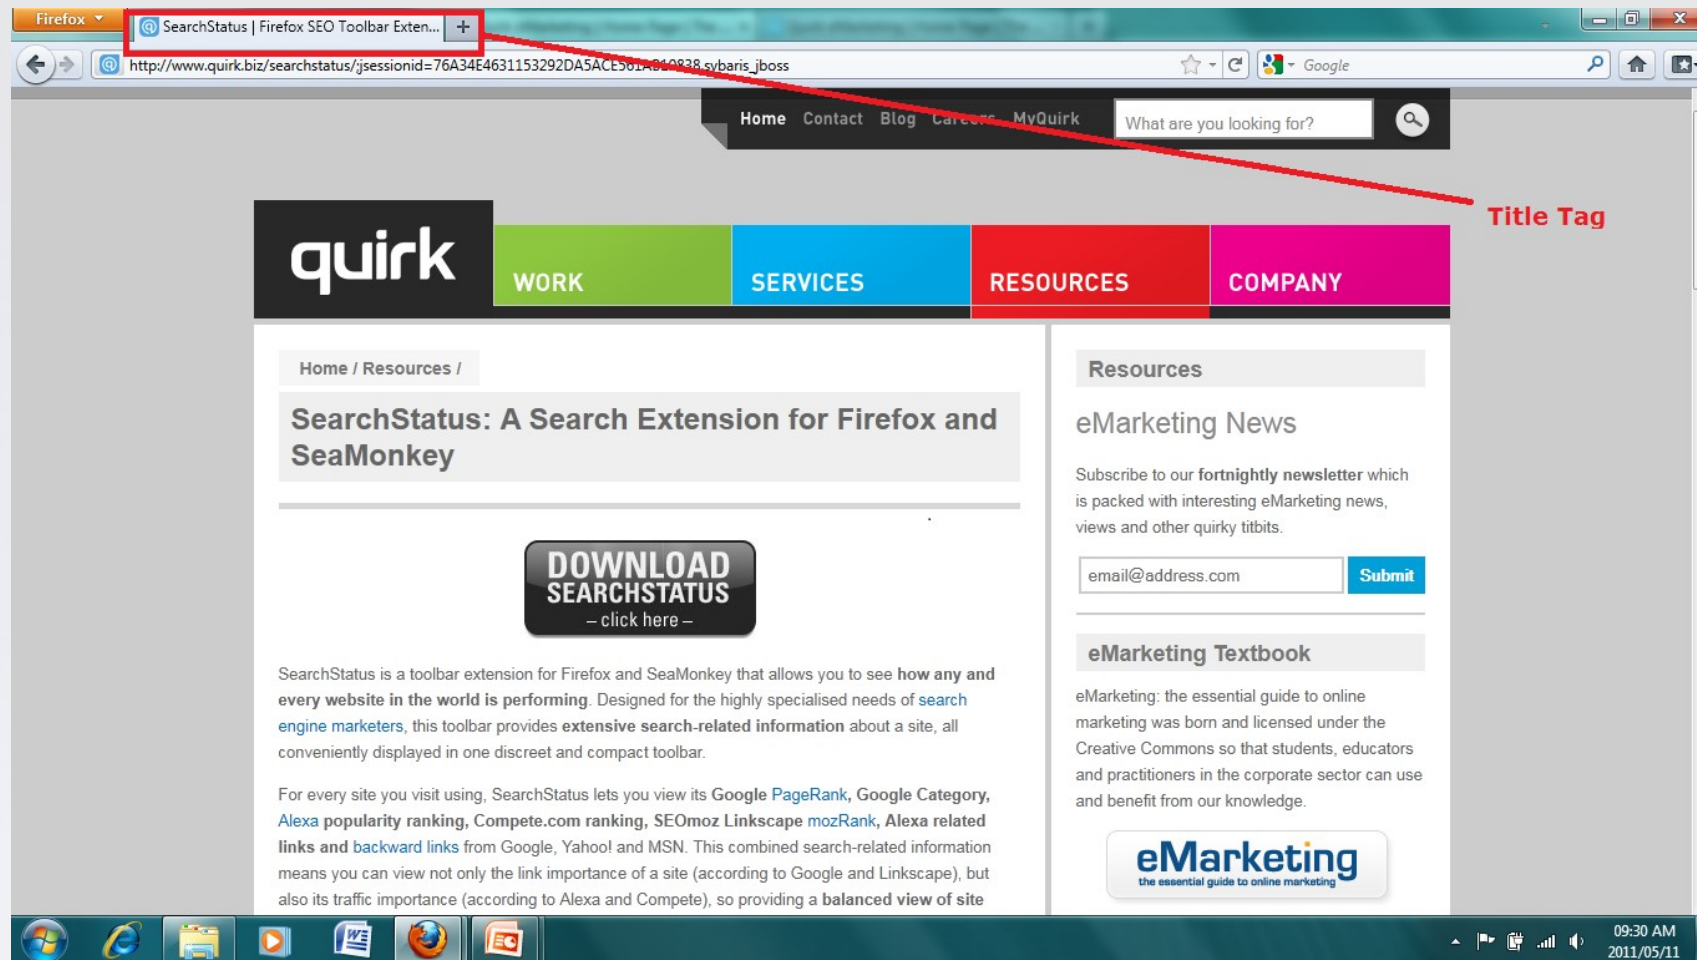 Firefox
SearchStatus | Firefox SEO Toolbar Exten...
http://www.quirk.biz/searchstatus/;jsessionid=76A34E4631153292DA5ACE561AB10838.sybaris_jboss
Google
Home Contact Blog Careers MyQuirk
What are you looking for?
Title Tag
quirk
WORK
SERVICES
RESOURCES
COMPANY
Home / Resources /
SearchStatus: A Search Extension for Firefox and
SeaMonkey
DOWNLOAD
SEARCHSTATUS
– click here –
SearchStatus is a toolbar extension for Firefox and SeaMonkey that allows you to see how any and
every website in the world is performing. Designed for the highly specialised needs of search
engine marketers, this toolbar provides extensive search-related information about a site, all
conveniently displayed in one discreet and compact toolbar.
For every site you visit using, SearchStatus lets you view its Google PageRank, Google Category,
Alexa popularity ranking, Compete.com ranking, SEOmoz Linkscape mozRank, Alexa related
links and backward links from Google, Yahoo! and MSN. This combined search-related information
means you can view not only the link importance of a site (according to Google and Linkscape), but
also its traffic importance (according to Alexa and Compete), so providing a balanced view of site
Resources
eMarketing News
Subscribe to our fortnightly newsletter which
is packed with interesting eMarketing news,
views and other quirky titbits.
email@address.com
Submit
eMarketing Textbook
eMarketing: the essential guide to online
marketing was born and licensed under the
Creative Commons so that students, educators
and practitioners in the corporate sector can use
and benefit from our knowledge.
eMarketing
the essential guide to online marketing
09:30 AM
2011/05/11